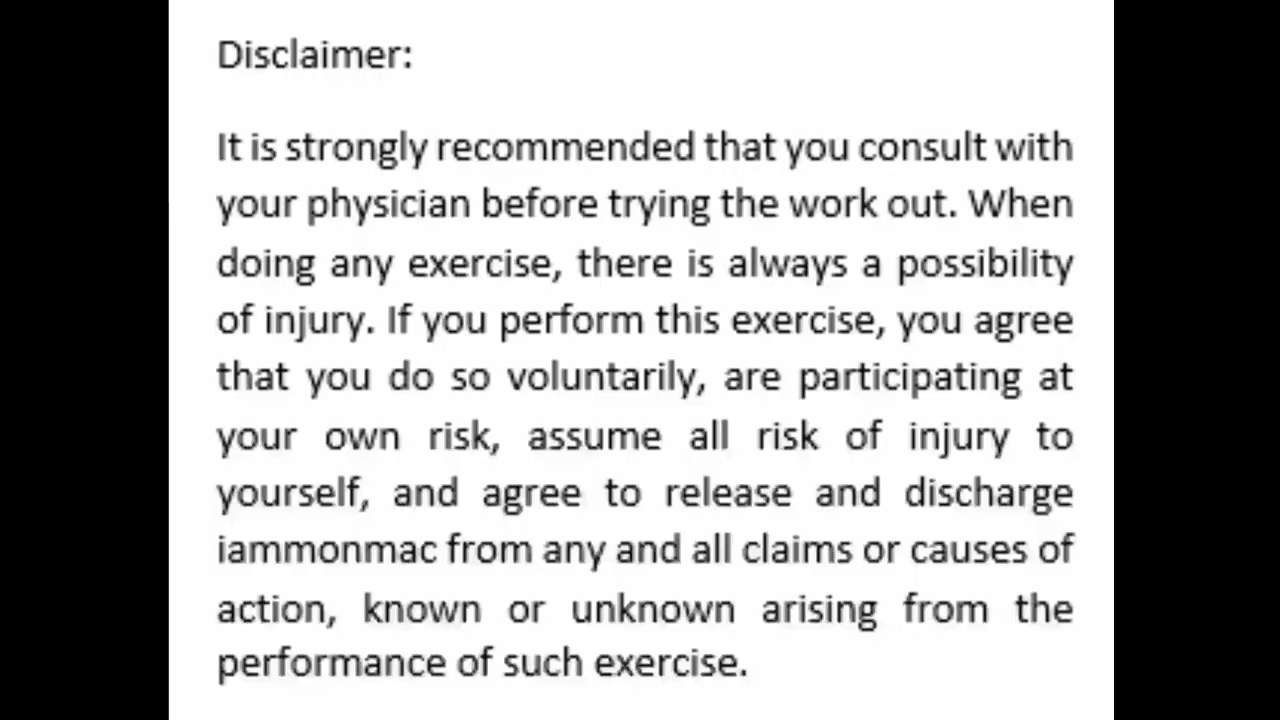 Disclaimer:
It is strongly recommended that you consult with
your physician before trying the work out. When
doing any exercise, there is always a possibility
of injury. If you perform this exercise, you agree
that you do so voluntarily, are participating at
your own risk, assume all risk of injury to
yourself, and agree to release and discharge
iammonmac from any and all claims or causes of
action, known or unknown arising from the
performance of such exercise.